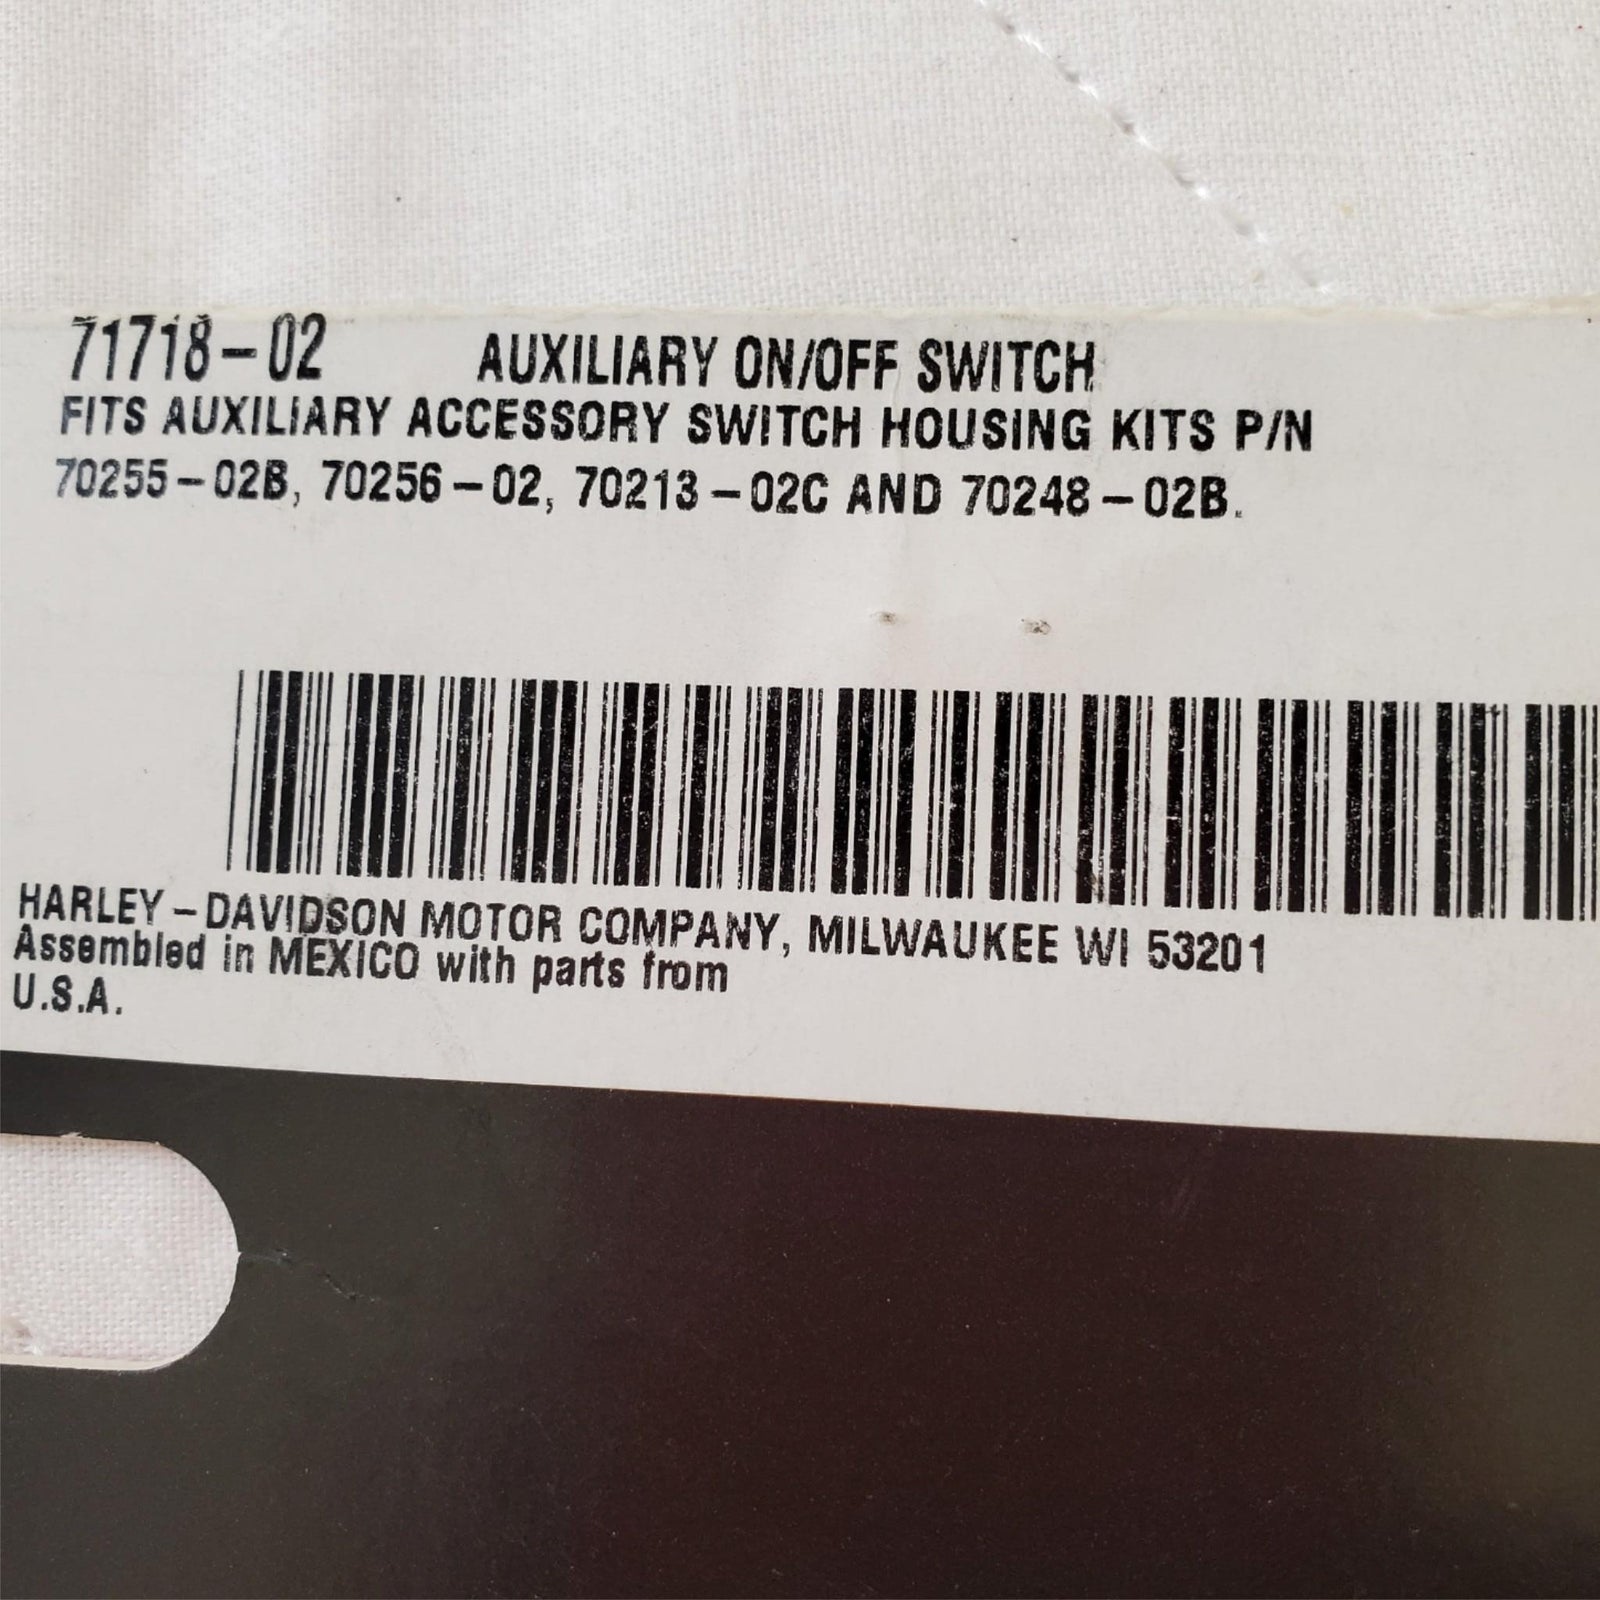 71718-02 AUXILIARY ON/OFF SWITCH
FITS AUXILIARY ACCESSORY SWITCH HOUSING KITS P/N
70255-02B, 70256-02, 70213-02C AND 70248-02B.
HARLEY-DAVIDSON MOTOR COMPANY, MILWAUKEE WI 53201
Assembled in MEXICO with parts from
U.S.A.